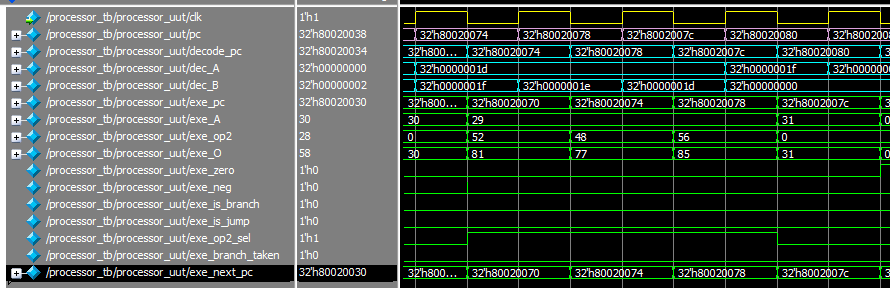 /processor_tb/processor_uut/clk 1'h1
/processor_tb/processor_uut/pc 32'h80020038 32'h80020074 32'h80020078 32'h8002007c 32'h80020080 32'h8002008
/processor_tb/processor_uut/decode_pc 32'h80020034 32'h800... 32'h80020074 32'h80020078 32'h8002007c 32'h80020080 32'h800
/processor_tb/processor_uut/dec_A 32'h00000000 32'h0000001d 32'h0000001f 32'h0000000
/processor_tb/processor_uut/dec_B 32'h00000002 32'h0000001f 32'h0000001e 32'h0000001d 32'h00000000
/processor_tb/processor_uut/exe_pc 32'h80020030 32'h800... 32'h80020070 32'h80020074 32'h80020078 32'h8002007c 32'h800
/processor_tb/processor_uut/exe_A 30 30 29 31 0
/processor_tb/processor_uut/exe_op2 28 0 52 48 56 0
/processor_tb/processor_uut/exe_O 58 30 81 77 85 31 0
/processor_tb/processor_uut/exe_zero 1'h0
/processor_tb/processor_uut/exe_neg 1'h0
/processor_tb/processor_uut/exe_is_branch 1'h0
/processor_tb/processor_uut/exe_is_jump 1'h0
/processor_tb/processor_uut/exe_op2_sel 1'h1
/processor_tb/processor_uut/exe_branch_taken 1'h0
/processor_tb/processor_uut/exe_next_pc 32'h80020030 32'h800... 32'h80020070 32'h80020074 32'h80020078 32'h8002007c 32'h800